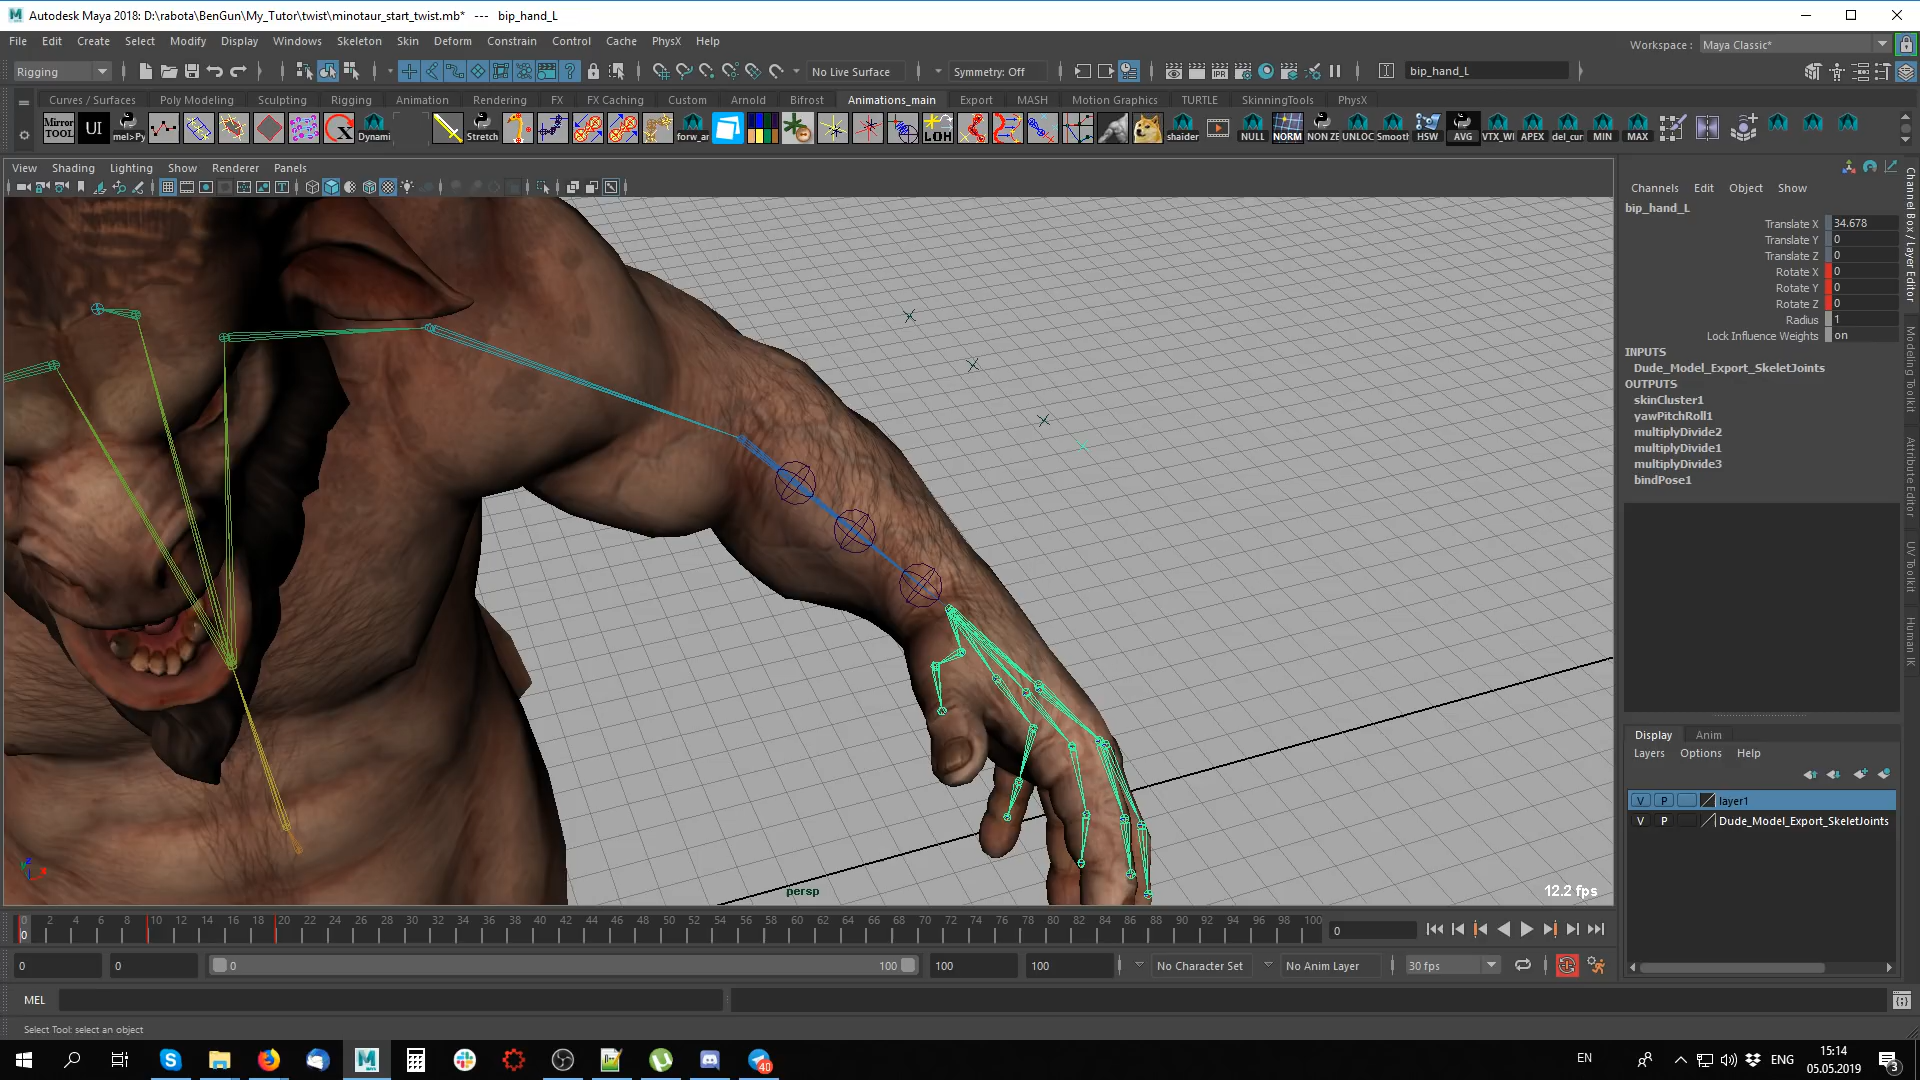 Autodesk Maya 2018: D:\rabota\BenGun\My_Tutor\twist\minotaur_start_twist.mb* --- bip_hand_L
File Edit Create Select Modify Display Windows Skeleton Skin Deform Constrain Control Cache PhysX Help
Workspace : Maya Classic*
Rigging No Live Surface Symmetry: Off IPR bip_hand_L
Curves / Surfaces Poly Modeling Sculpting Rigging Animation Rendering FX FX Caching Custom Arnold Bifrost Animations_main Export MASH Motion Graphics TURTLE SkinningTools PhysX
Mirror TOOL UI mel>Py Dynami Stretch forw_ar LOH shaider NULL NORM NON ZE UNLOC Smooth HSW AVG VTX_WI APEX del_cur MIN MAX
View Shading Lighting Show Renderer Panels
Channels Edit Object Show
bip_hand_L
Translate X 34.678
Translate Y 0
Translate Z 0
Rotate X 0
Rotate Y 0
Rotate Z 0
Radius 1
Lock Influence Weights on
INPUTS
Dude_Model_Export_SkeletJoints
OUTPUTS
skinCluster1
yawPitchRoll1
multiplyDivide2
multiplyDivide1
multiplyDivide3
bindPose1
Channel Box / Layer Editor
Modeling Toolkit
Attribute Editor
UV Toolkit
Human IK
Display Anim
Layers Options Help
V P layer1
V P Dude_Model_Export_SkeletJoints
persp
12.2 fps
0 2 4 6 8 10 12 14 16 18 20 22 24 26 28 30 32 34 36 38 40 42 44 46 48 50 52 54 56 58 60 62 64 66 68 70 72 74 76 78 80 82 84 86 88 90 92 94 96 98 100
0 0
0 0 0 100 100 100 No Character Set No Anim Layer 30 fps
MEL
Select Tool: select an object
40 EN ENG 15:14
05.05.2019 3